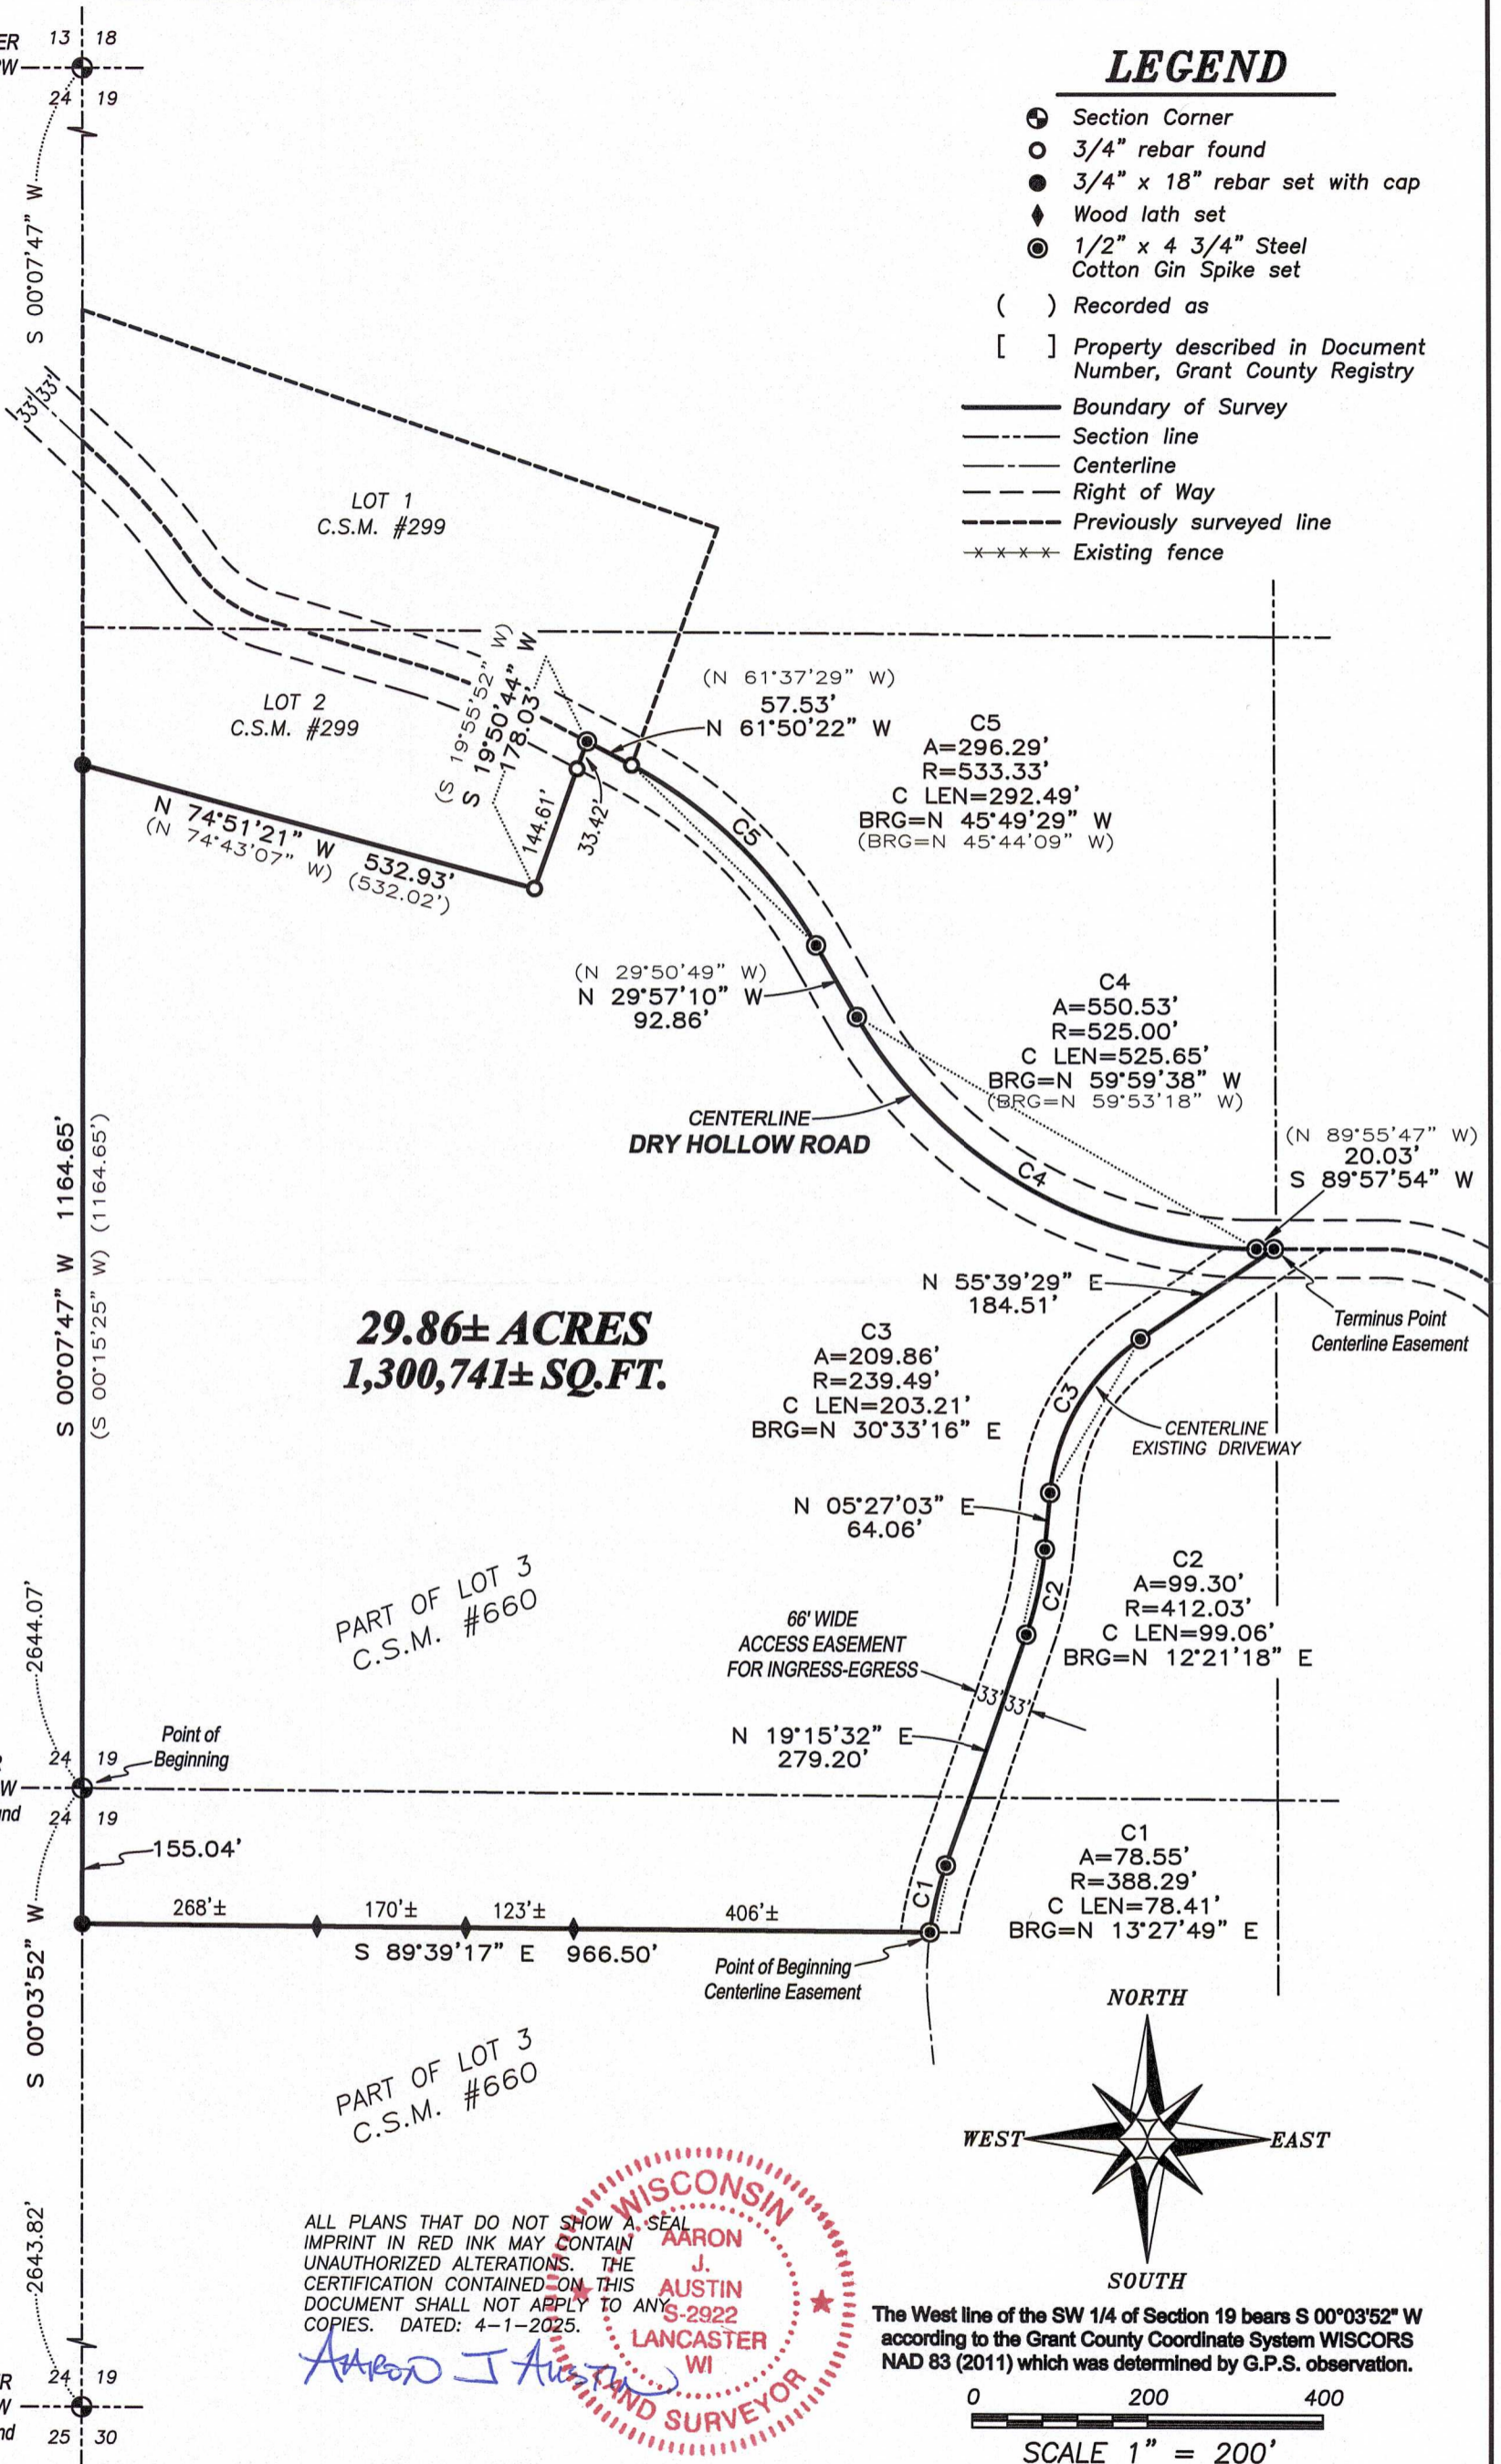 ER 13 18
W
24 19
S 00°07'47" W
LEGEND
Section Corner
3/4" rebar found
3/4" x 18" rebar set with cap
Wood lath set
1/2" x 4 3/4" Steel
Cotton Gin Spike set
( ) Recorded as
[ ] Property described in Document
Number, Grant County Registry
Boundary of Survey
Section line
Centerline
Right of Way
Previously surveyed line
x x x x Existing fence
33' 33'
LOT 1
C.S.M. #299
LOT 2
C.S.M. #299
(S 19°55'52" W)
S 19°50'44" W
178.03'
144.61'
33.42'
(N 61°37'29" W)
57.53'
N 61°50'22" W
C5
A=296.29'
R=533.33'
C LEN=292.49'
BRG=N 45°49'29" W
(BRG=N 45°44'09" W)
C5
N 74°51'21" W 532.93'
(N 74°43'07" W) (532.02')
(N 29°50'49" W)
N 29°57'10" W
92.86'
C4
A=550.53'
R=525.00'
C LEN=525.65'
BRG=N 59°59'38" W
(BRG=N 59°53'18" W)
CENTERLINE
DRY HOLLOW ROAD
C4
(N 89°55'47" W)
20.03'
S 89°57'54" W
S 00°07'47" W 1164.65'
(S 00°15'25" W) (1164.65')
N 55°39'29" E
184.51'
Terminus Point
Centerline Easement
29.86± ACRES
1,300,741± SQ.FT.
C3
A=209.86'
R=239.49'
C LEN=203.21'
BRG=N 30°33'16" E
C3
CENTERLINE
EXISTING DRIVEWAY
N 05°27'03" E
64.06'
C2
C2
A=99.30'
R=412.03'
C LEN=99.06'
BRG=N 12°21'18" E
PART OF LOT 3
C.S.M. #660
66' WIDE
ACCESS EASEMENT
FOR INGRESS-EGRESS
33' 33'
N 19°15'32" E
279.20'
2644.07'
Point of
Beginning
24 19
W
nd 24 19
155.04'
C1
A=78.55'
R=388.29'
C LEN=78.41'
BRG=N 13°27'49" E
C1
268'± 170'± 123'± 406'±
S 89°39'17" E 966.50'
Point of Beginning
Centerline Easement
S 00°03'52" W
PART OF LOT 3
C.S.M. #660
NORTH
WEST EAST
SOUTH
2643.82'
ALL PLANS THAT DO NOT SHOW A SEAL
IMPRINT IN RED INK MAY CONTAIN
UNAUTHORIZED ALTERATIONS. THE
CERTIFICATION CONTAINED ON THIS
DOCUMENT SHALL NOT APPLY TO ANY
COPIES. DATED: 4-1-2025.
Aaron J Austin
WISCONSIN
AARON
J.
AUSTIN
S-2922
LANCASTER
WI
LAND SURVEYOR
The West line of the SW 1/4 of Section 19 bears S 00°03'52" W
according to the Grant County Coordinate System WISCORS
NAD 83 (2011) which was determined by G.P.S. observation.
0 200 400
SCALE 1" = 200'
R 24 19
W
nd 25 30